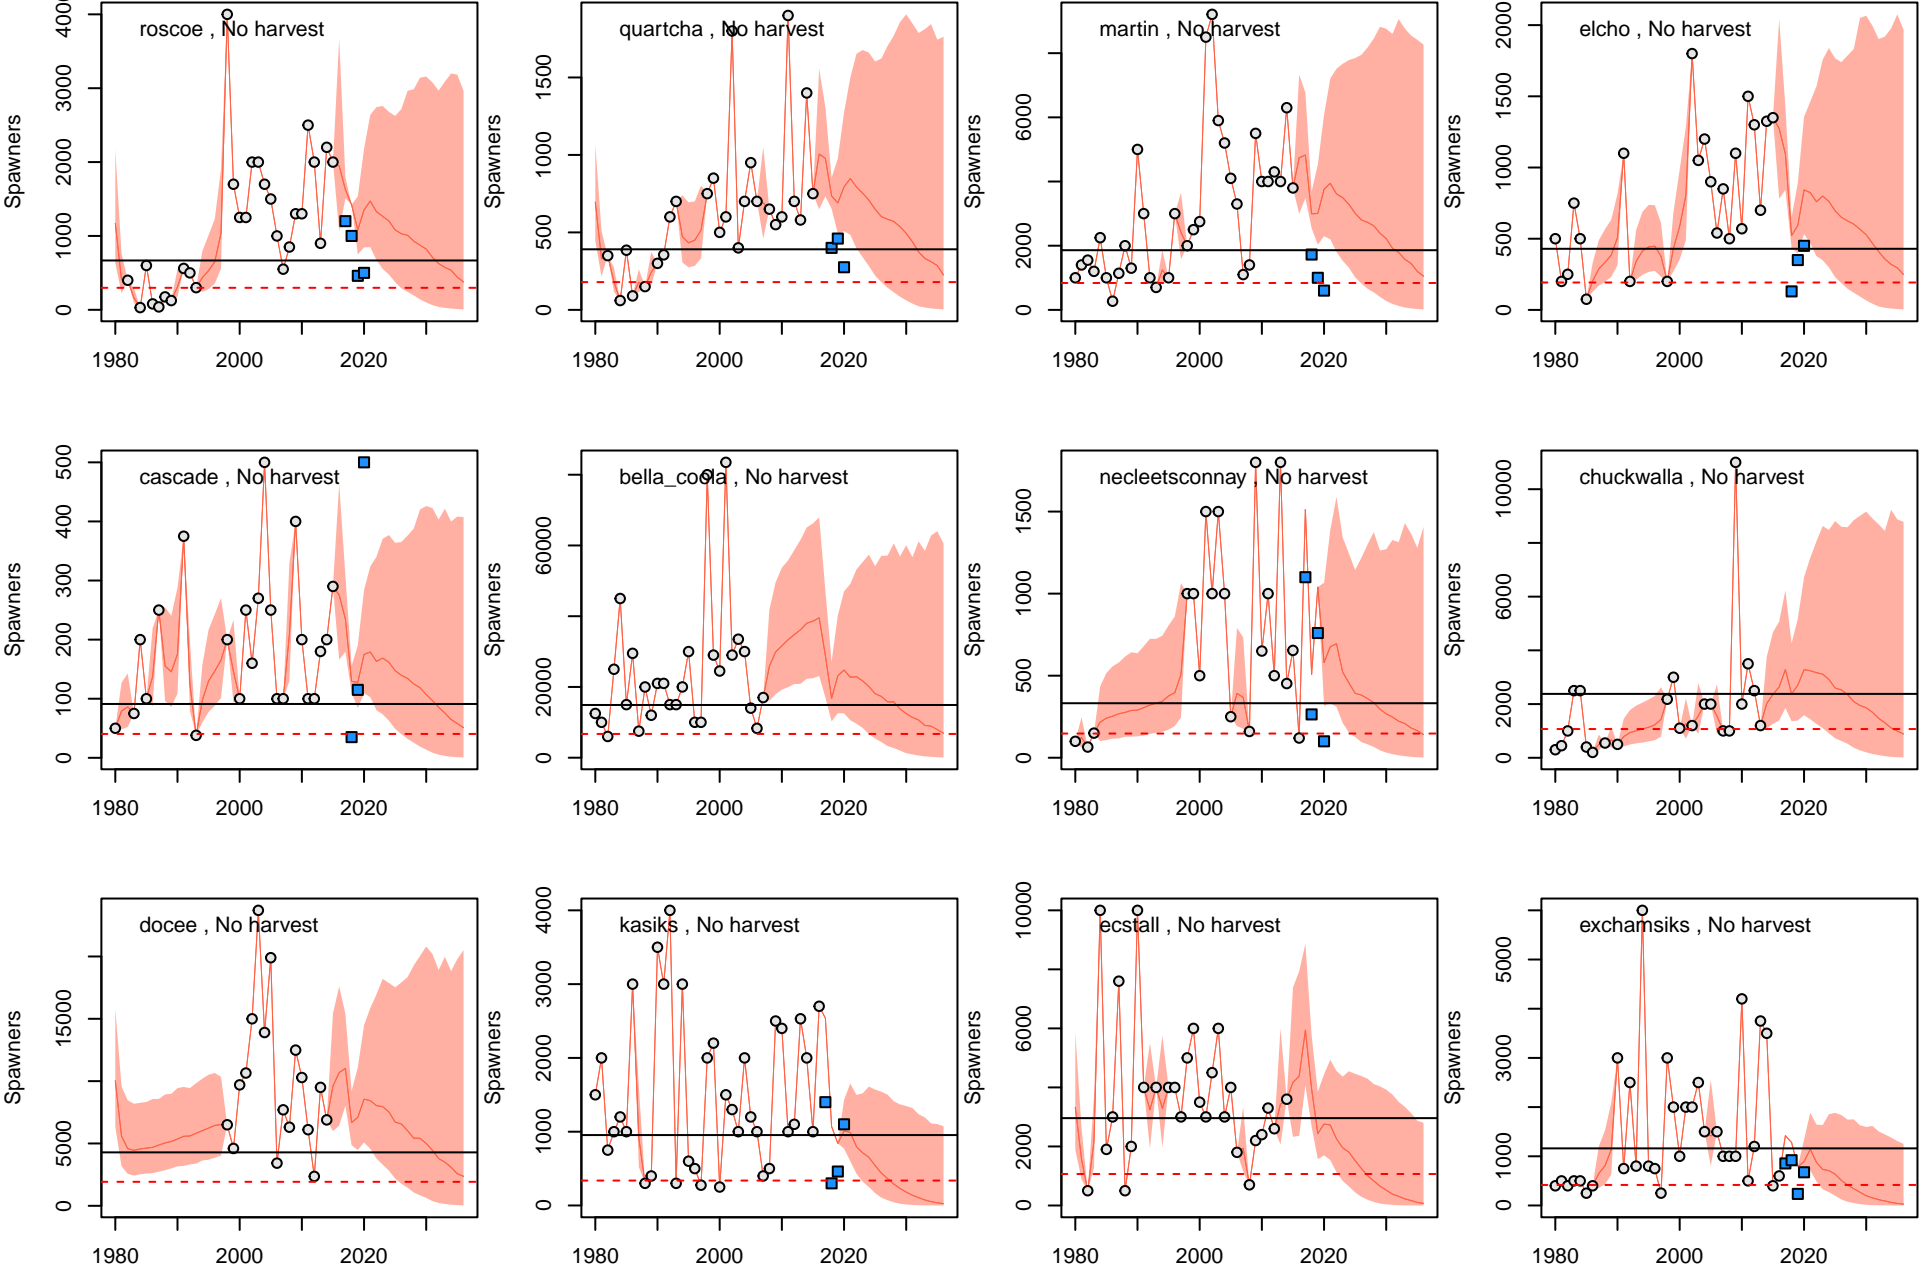 roscoe , No harvest
Spawners
0 1000 2000 3000 4000
1980 2000 2020
quartcha , No harvest
Spawners
0 500 1000 1500
1980 2000 2020
martin , No harvest
Spawners
0 2000 6000
1980 2000 2020
elcho , No harvest
Spawners
0 500 1000 1500 2000
1980 2000 2020
cascade , No harvest
Spawners
0 100 200 300 400 500
1980 2000 2020
bella_coola , No harvest
Spawners
0 20000 60000
1980 2000 2020
necleetsconnay , No harvest
Spawners
0 500 1000 1500
1980 2000 2020
chuckwalla , No harvest
Spawners
0 2000 6000 10000
1980 2000 2020
docee , No harvest
Spawners
0 5000 15000
1980 2000 2020
kasiks , No harvest
Spawners
0 1000 2000 3000 4000
1980 2000 2020
ecstall , No harvest
Spawners
0 2000 6000 10000
1980 2000 2020
exchamsiks , No harvest
Spawners
0 1000 3000 5000
1980 2000 2020